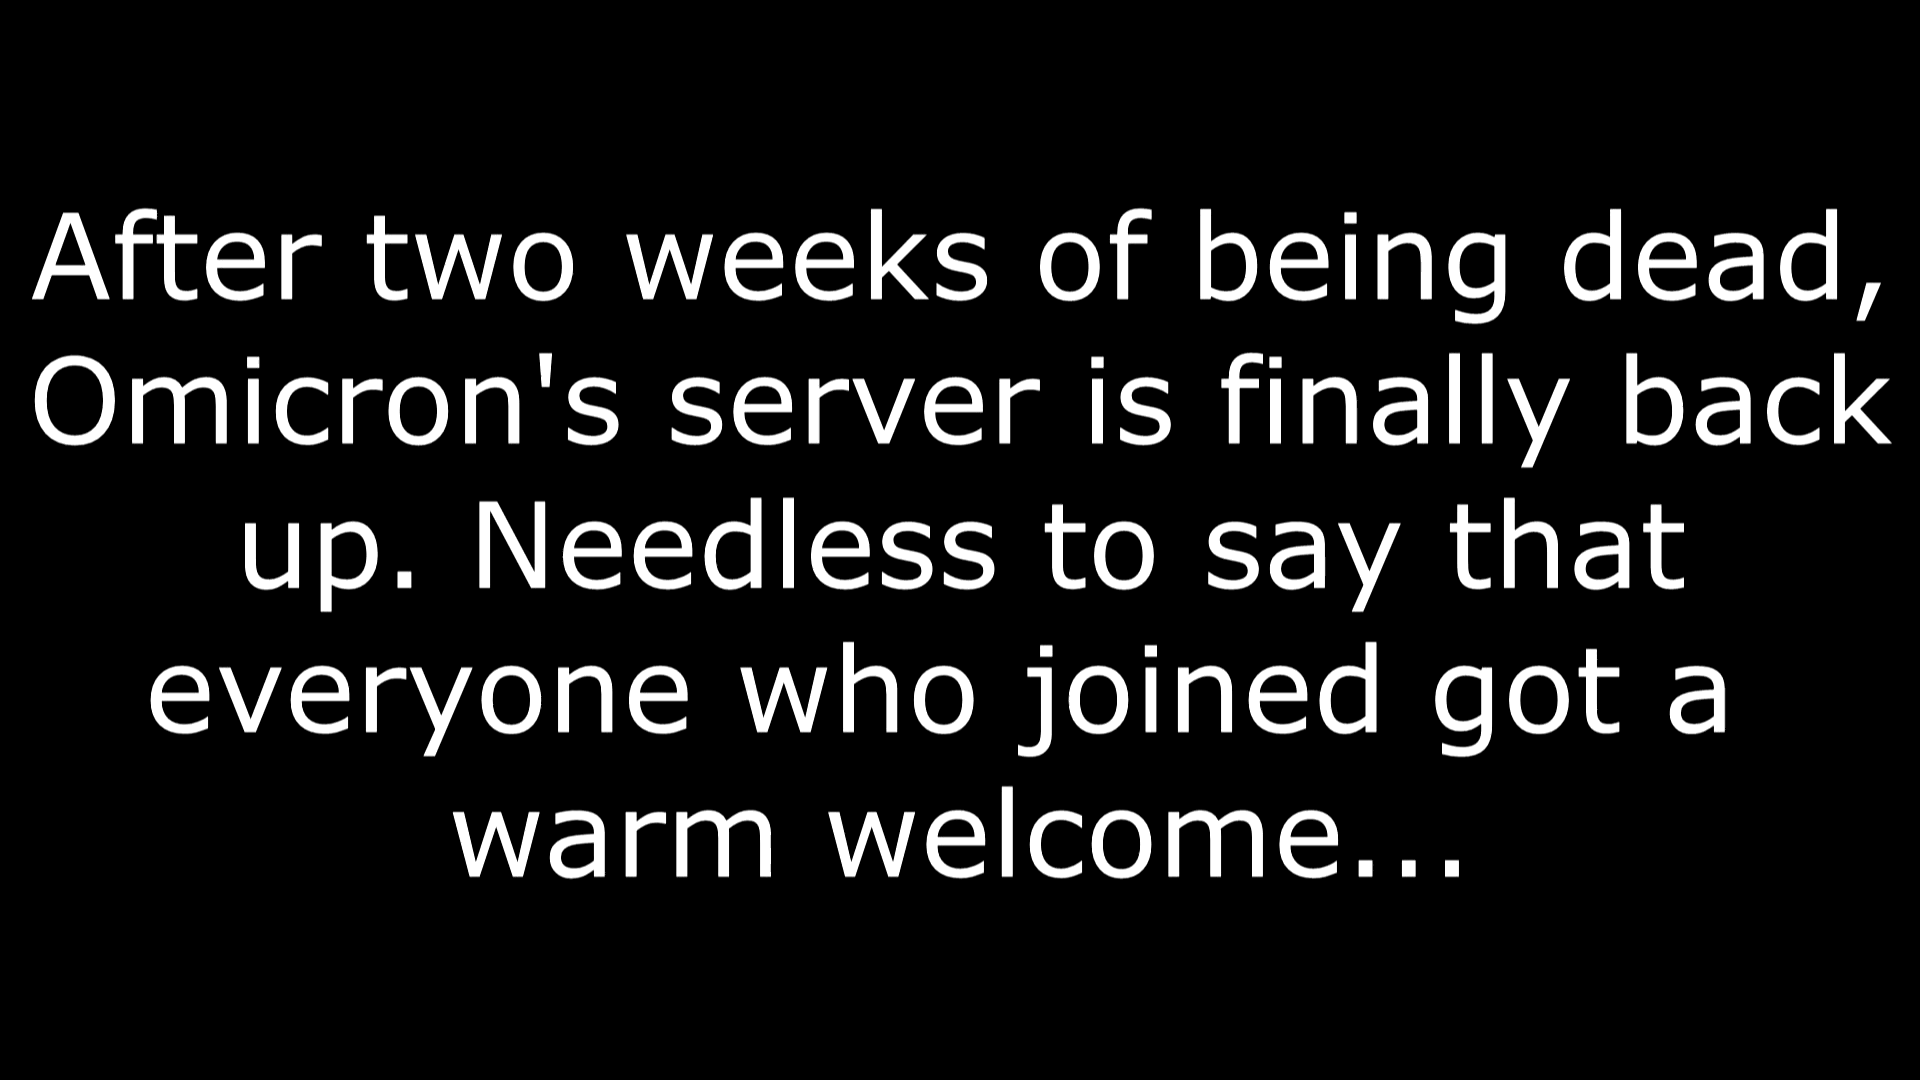 After two weeks of being dead,
Omicron's server is finally back
up. Needless to say that
everyone who joined got a
warm welcome...